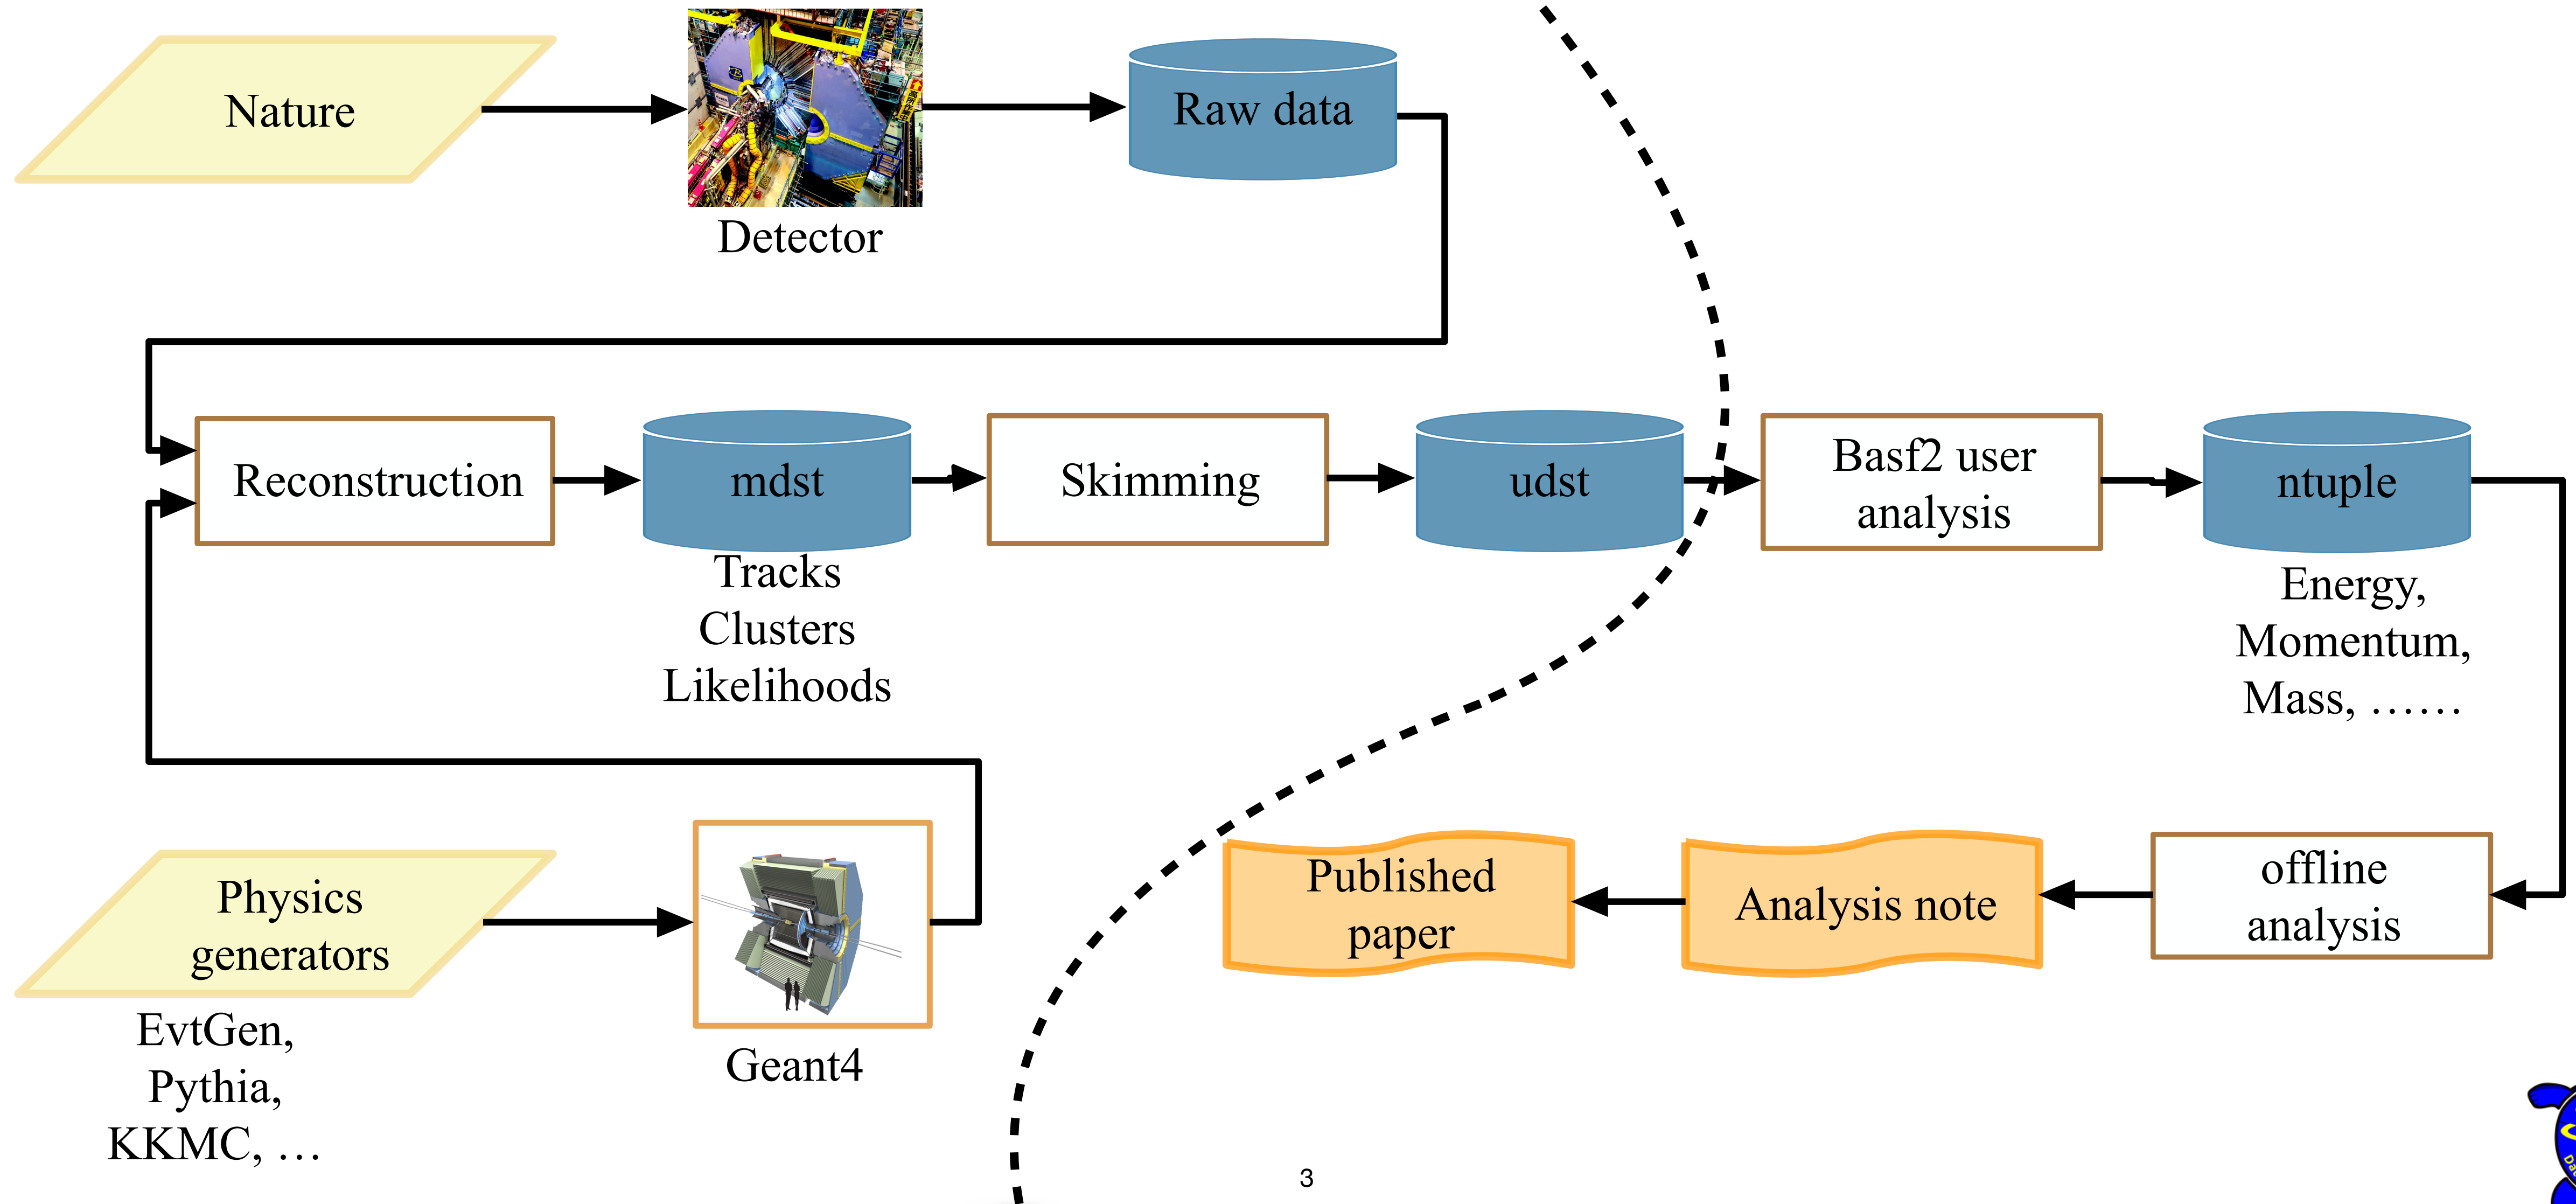 Nature
Detector
Raw data
Reconstruction
mdst
Tracks
Clusters
Likelihoods
Skimming
udst
Basf2 user
analysis
ntuple
Energy,
Momentum,
Mass, ……
Physics
generators
EvtGen,
Pythia,
KKMC, …
Geant4
Published
paper
Analysis note
offline
analysis
3